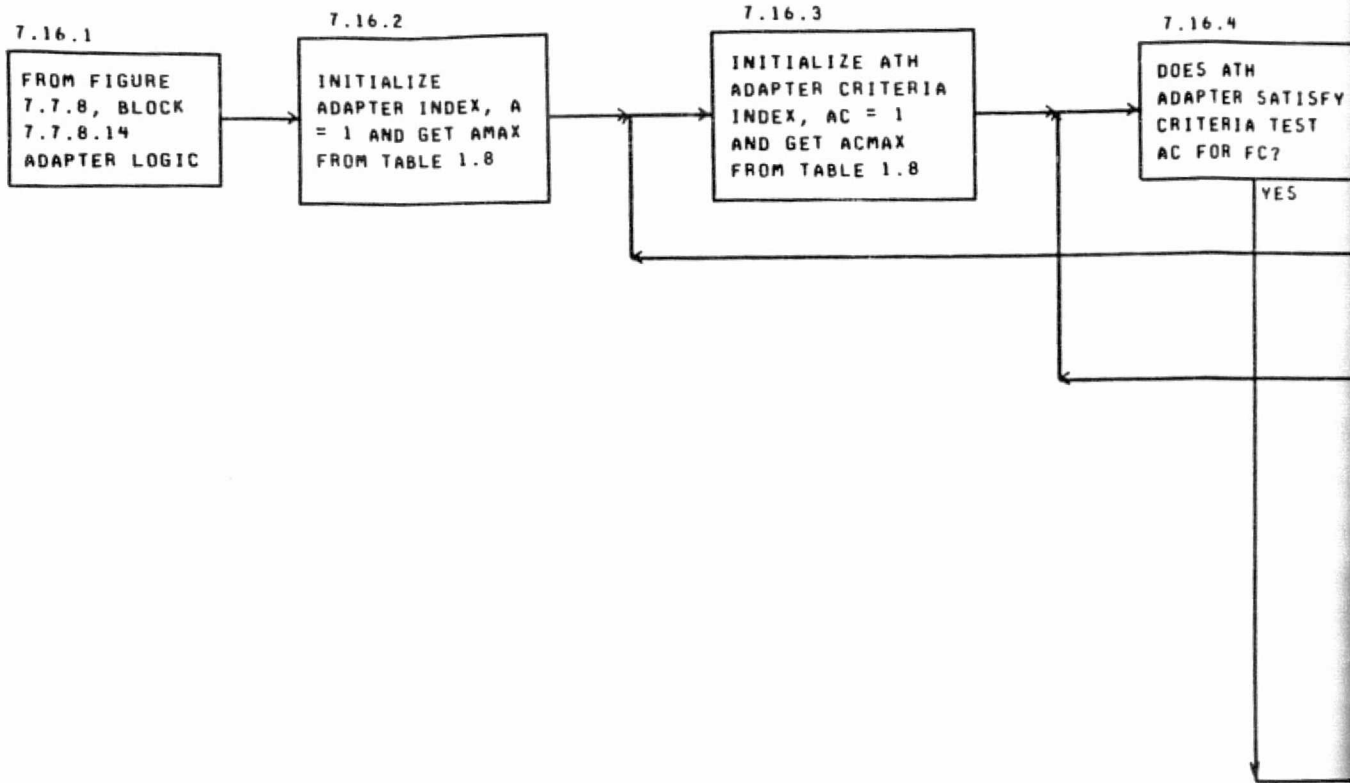 7.16.1
FROM FIGURE
7.7.8, BLOCK
7.7.8.14
ADAPTER LOGIC
7.16.2
INITIALIZE
ADAPTER INDEX, A
= 1 AND GET AMAX
FROM TABLE 1.8
7.16.3
INITIALIZE ATH
ADAPTER CRITERIA
INDEX, AC = 1
AND GET ACMAX
FROM TABLE 1.8
7.16.4
DOES ATH
ADAPTER SATISFY
CRITERIA TEST
AC FOR FC?
YES